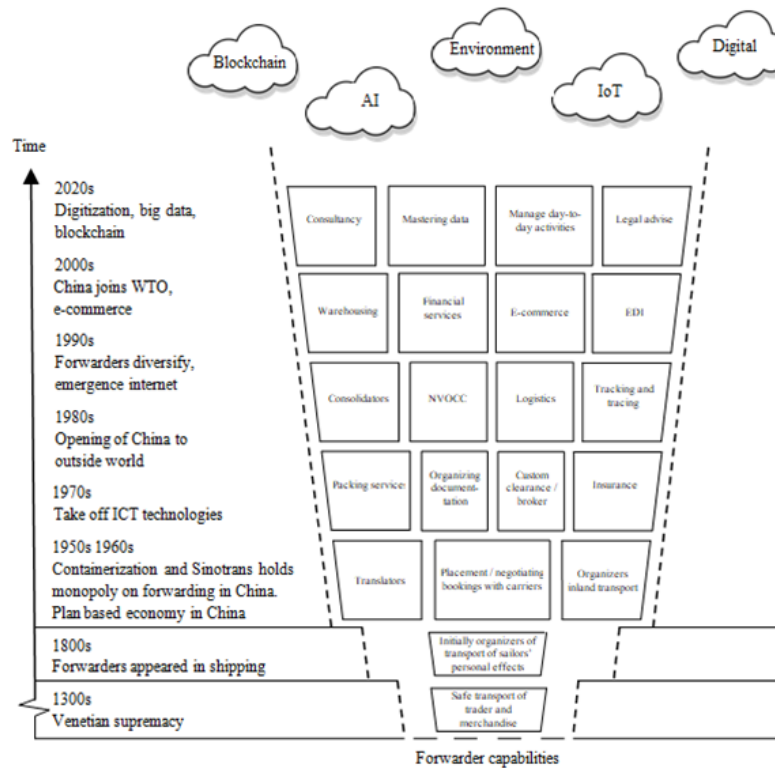 Blockchain
Environment
Digital
AI
IoT
Time
2020s
Digitization, big data,
blockchain
Consultancy
Mastering data
Manage day-to-
day activities
Legal advise
2000s
China joins WTO,
e-commerce
Warehousing
Financial
services
E-commerce
EDI
1990s
Forwarders diversify,
emergence internet
Consolidators
NVOCC
Logistics
Tracking and
tracing
1980s
Opening of China to
outside world
1970s
Take off ICT technologies
Packing services
Organizing
documen-
tation
Custom
clearance /
broker
Insurance
1950s 1960s
Containerization and Sinotrans holds
monopoly on forwarding in China.
Plan based economy in China
Translators
Placement / negotiating
bookings with carriers
Organizers
inland transport
1800s
Forwarders appeared in shipping
Initially organizers of
transport of sailors'
personal effects
1300s
Venetian supremacy
Safe transport of
trader and
merchandise
Forwarder capabilities